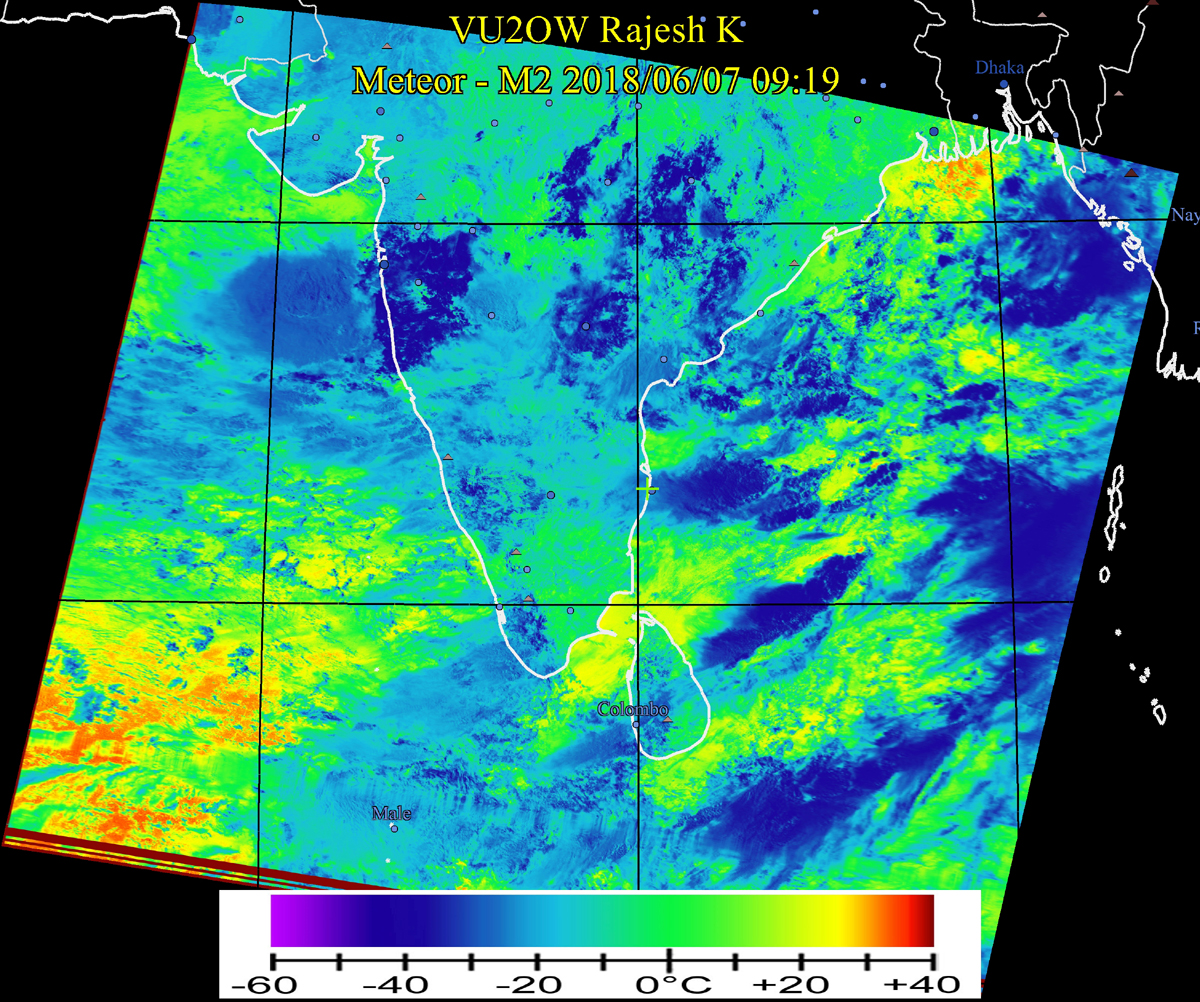 VU2OW Rajesh K
Meteor - M2 2018/06/07 09:19
Dhaka
Nay
R
Colombo
Male
-60 -40 -20 0°C +20 +40